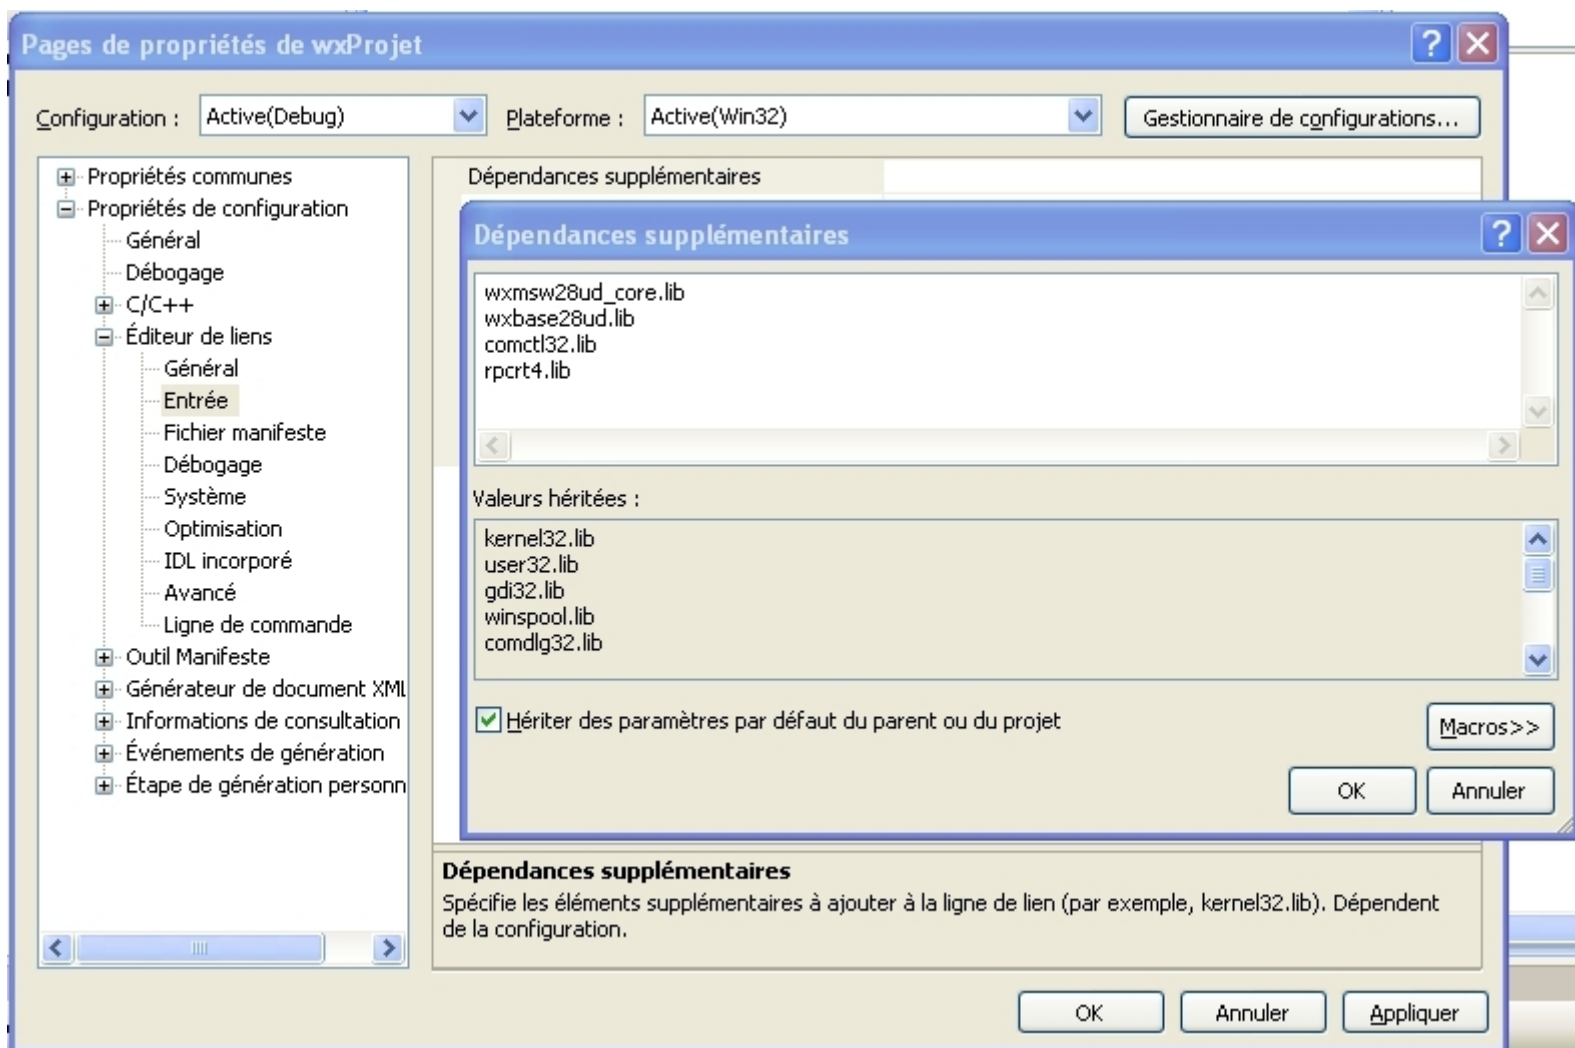 Pages de propriétés de wxProjet
Configuration : Active(Debug) Plateforme : Active(Win32) Gestionnaire de configurations...
Propriétés communes
Propriétés de configuration
Général
Débogage
C/C++
Éditeur de liens
Général
Entrée
Fichier manifeste
Débogage
Système
Optimisation
IDL incorporé
Avancé
Ligne de commande
Outil Manifeste
Générateur de document XML
Informations de consultation
Événements de génération
Étape de génération personn
Dépendances supplémentaires
Dépendances supplémentaires
wxmsw28ud_core.lib
wxbase28ud.lib
comctl32.lib
rpcrt4.lib
Valeurs héritées :
kernel32.lib
user32.lib
gdi32.lib
winspool.lib
comdlg32.lib
Hériter des paramètres par défaut du parent ou du projet
Macros>>
OK Annuler
Dépendances supplémentaires
Spécifie les éléments supplémentaires à ajouter à la ligne de lien (par exemple, kernel32.lib). Dépendent
de la configuration.
OK Annuler Appliquer